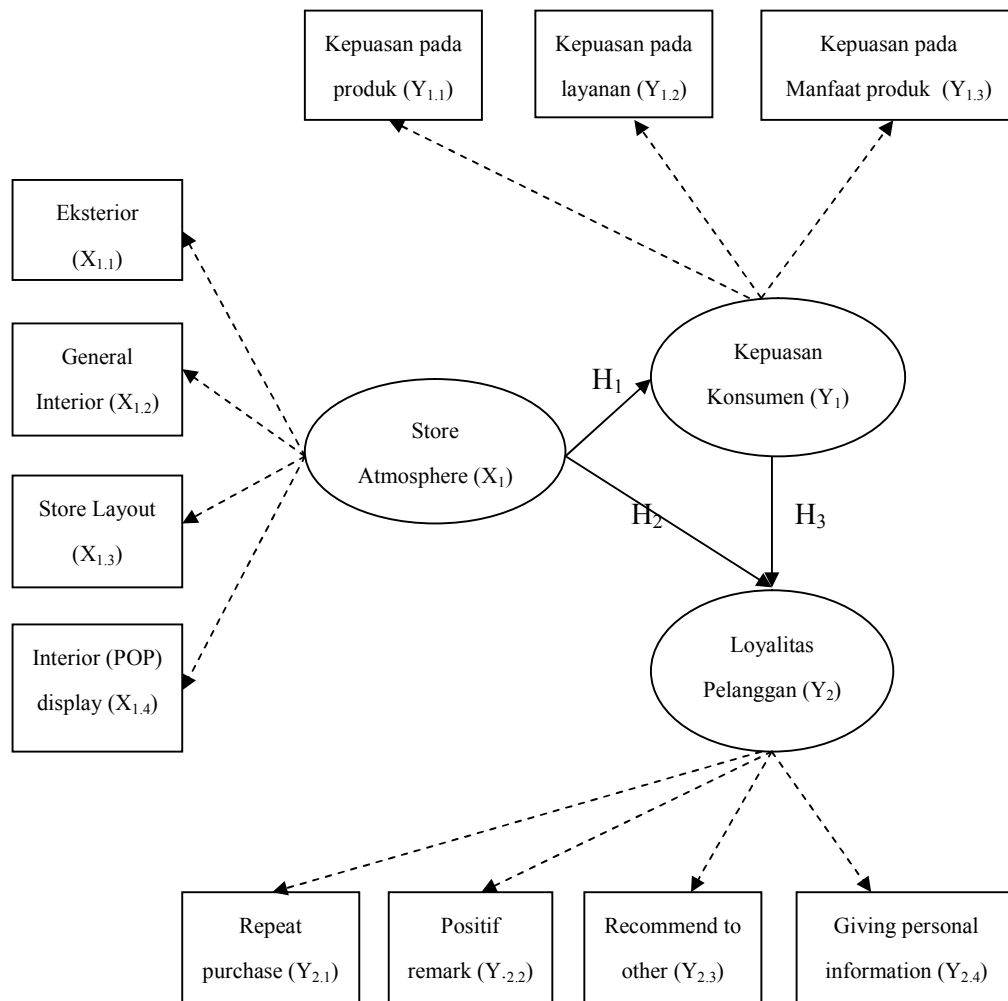 Kepuasan pada
produk (Y₁.₁)
Kepuasan pada
layanan (Y₁.₂)
Kepuasan pada
Manfaat produk (Y₁.₃)
Eksterior
(X₁.₁)
General
Interior (X₁.₂)
Store Layout
(X₁.₃)
Interior (POP)
display (X₁.₄)
Store
Atmosphere (X₁)
Kepuasan
Konsumen (Y₁)
H₁
H₂
H₃
Loyalitas
Pelanggan (Y₂)
Repeat
purchase (Y₂.₁)
Positif
remark (Y.₂.₂)
Recommend to
other (Y₂.₃)
Giving personal
information (Y₂.₄)